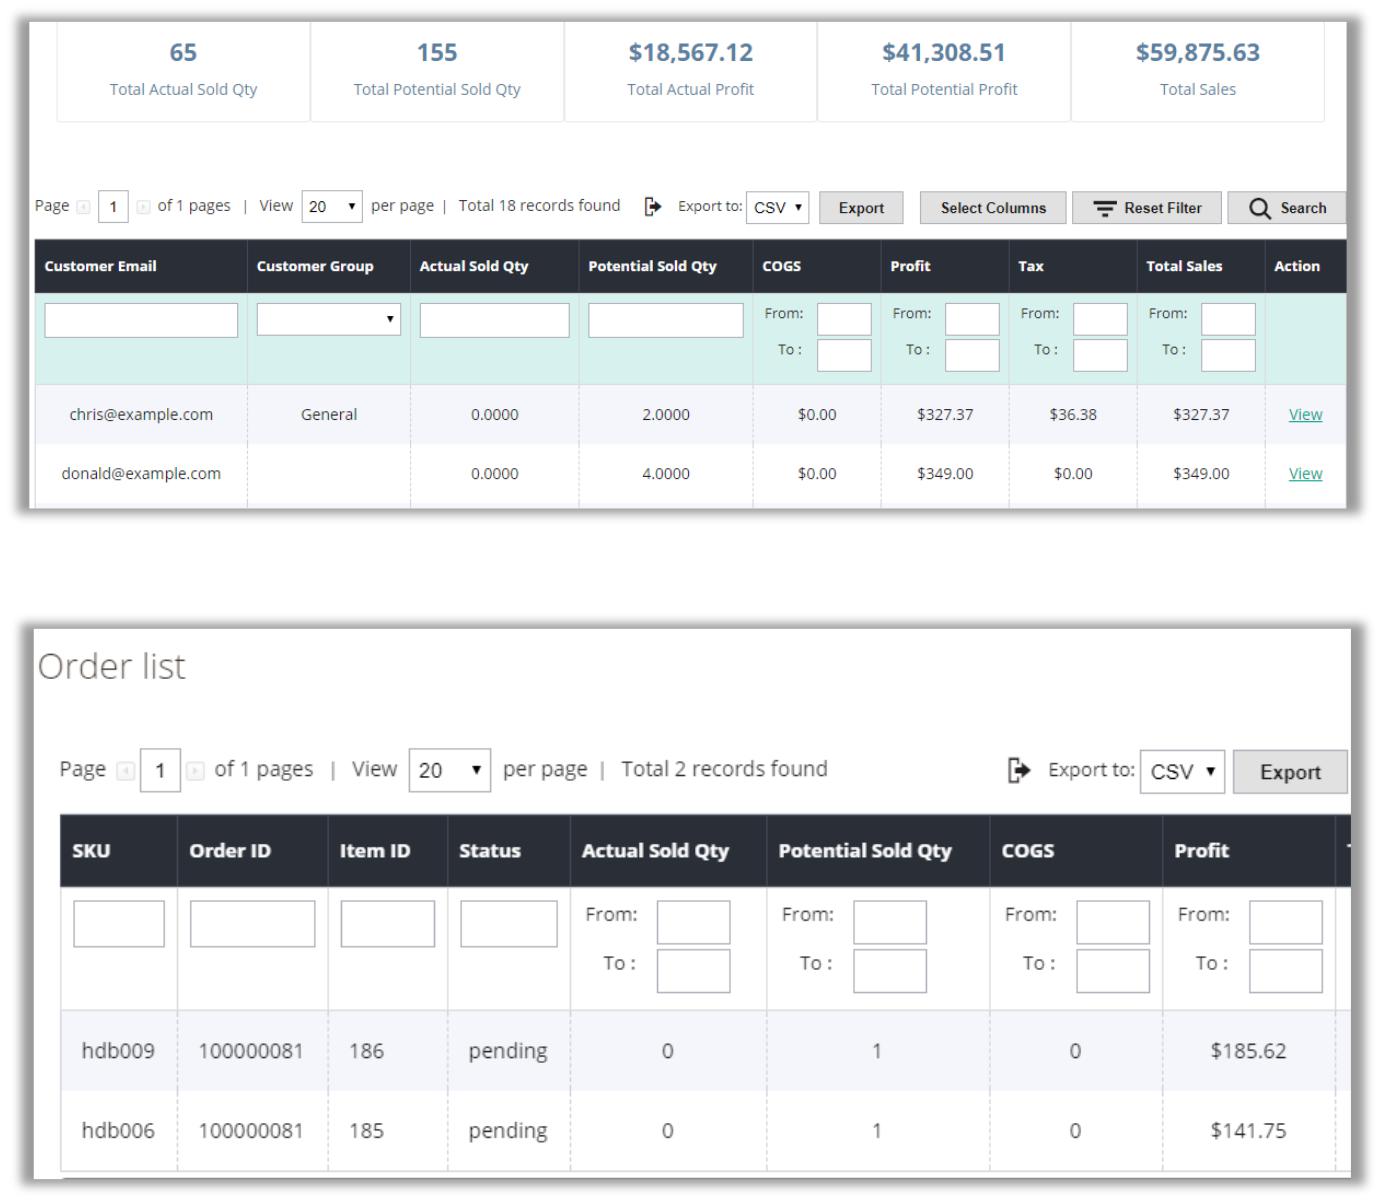 65 155 $18,567.12 $41,308.51 $59,875.63
Total Actual Sold Qty Total Potential Sold Qty Total Actual Profit Total Potential Profit Total Sales
Page 1 of 1 pages | View 20 per page | Total 18 records found Export to: CSV Export Select Columns Reset Filter Search
Customer Email Customer Group Actual Sold Qty Potential Sold Qty COGS Profit Tax Total Sales Action
From: From: From: From:
To : To : To : To :
chris@example.com General 0.0000 2.0000 $0.00 $327.37 $36.38 $327.37 View
donald@example.com 0.0000 4.0000 $0.00 $349.00 $0.00 $349.00 View
Order list
Page 1 of 1 pages | View 20 per page | Total 2 records found Export to: CSV Export
SKU Order ID Item ID Status Actual Sold Qty Potential Sold Qty COGS Profit
From: From: From: From:
To : To : To : To :
hdb009 100000081 186 pending 0 1 0 $185.62
hdb006 100000081 185 pending 0 1 0 $141.75